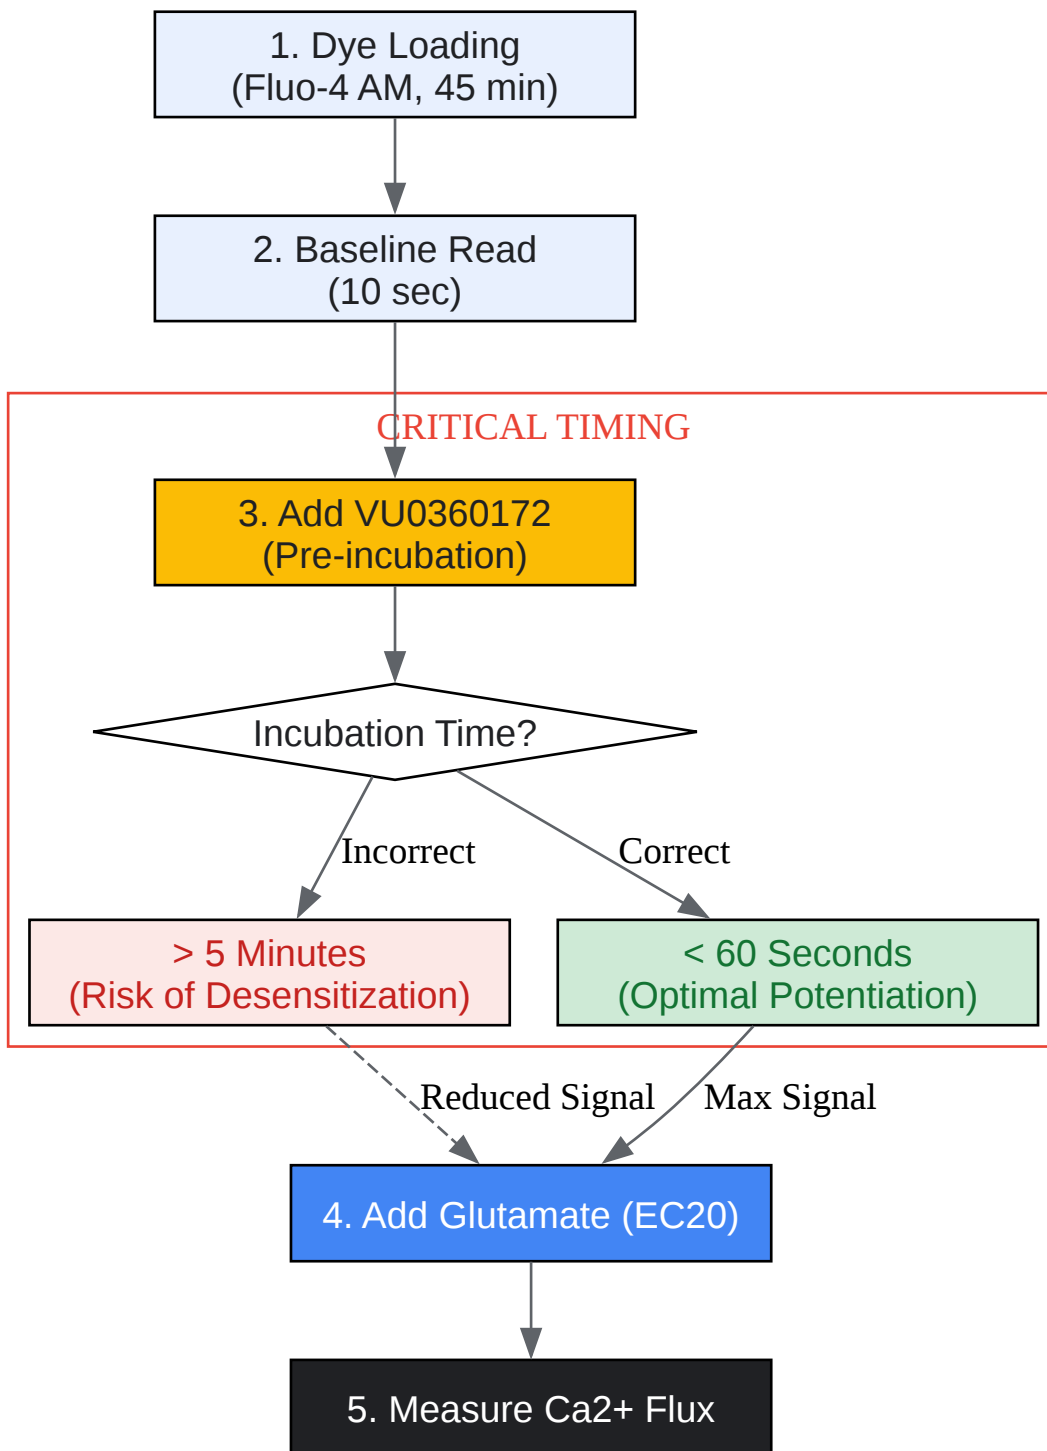 1. Dye Loading
(Fluo-4 AM, 45 min)
2. Baseline Read
(10 sec)
CRITICAL TIMING
3. Add VU0360172
(Pre-incubation)
Incubation Time?
Incorrect
Correct
> 5 Minutes
(Risk of Desensitization)
< 60 Seconds
(Optimal Potentiation)
Reduced Signal
Max Signal
4. Add Glutamate (EC20)
5. Measure Ca2+ Flux